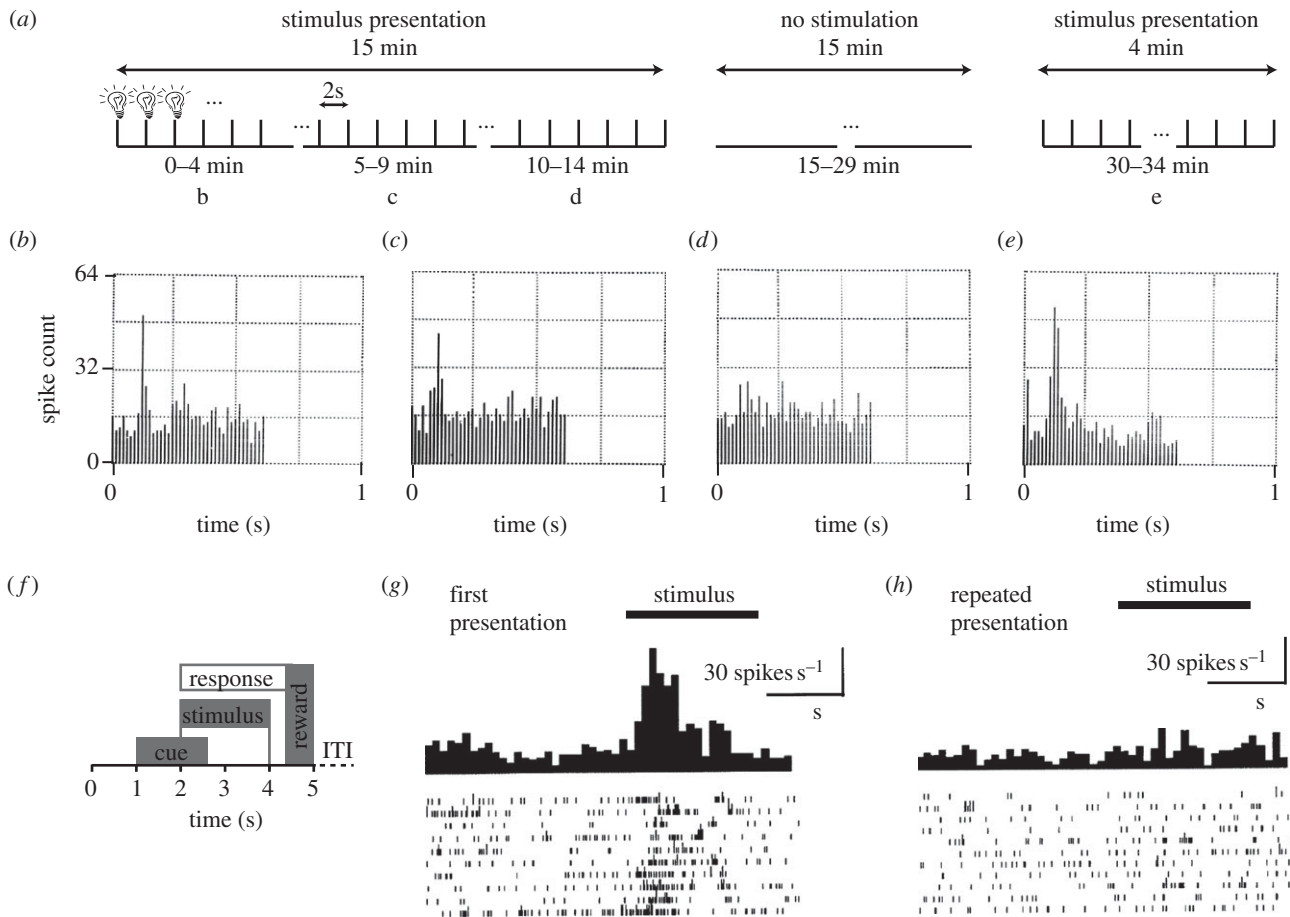 (a)
stimulus presentation
15 min
no stimulation
15 min
stimulus presentation
4 min
...
2s
...
...
...
...
0–4 min
5–9 min
10–14 min
15–29 min
30–34 min
b
c
d
e
(b)
(c)
(d)
(e)
64
32
0
spike count
0
1
0
1
0
1
0
1
time (s)
time (s)
time (s)
time (s)
(f)
response
stimulus
cue
reward
ITI
0
1
2
3
4
5
time (s)
(g)
first
presentation
stimulus
30 spikes s⁻¹
s
(h)
repeated
presentation
stimulus
30 spikes s⁻¹
s